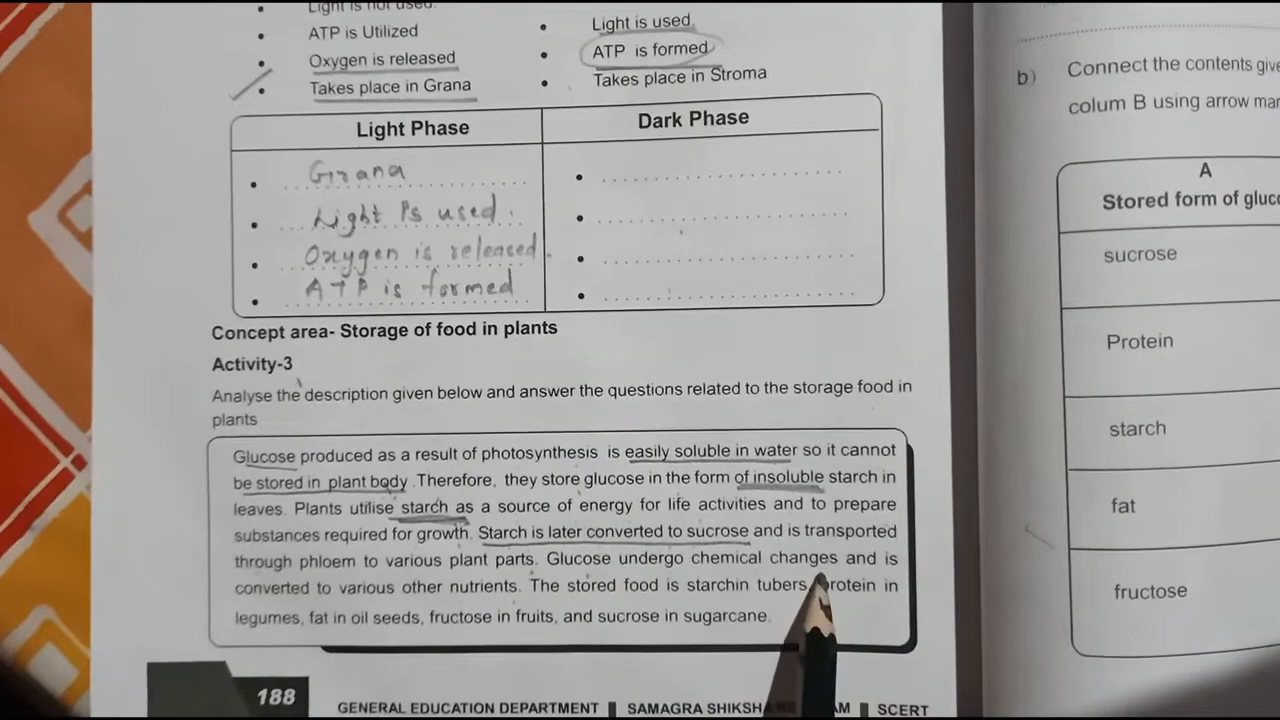 Light is not used.
ATP is Utilized
Oxygen is released
Takes place in Grana
Light is used
ATP is formed
Takes place in Stroma
Light Phase
Dark Phase
Grana
Light is used.
Oxygen is released.
ATP is formed
Concept area- Storage of food in plants
Activity-3
Analyse the description given below and answer the questions related to the storage food in
plants
Glucose produced as a result of photosynthesis is easily soluble in water so it cannot
be stored in plant body .Therefore, they store glucose in the form of insoluble starch in
leaves. Plants utilise starch as a source of energy for life activities and to prepare
substances required for growth. Starch is later converted to sucrose and is transported
through phloem to various plant parts. Glucose undergo chemical changes and is
converted to various other nutrients. The stored food is starchin tubers, protein in
legumes, fat in oil seeds, fructose in fruits, and sucrose in sugarcane.
188
GENERAL EDUCATION DEPARTMENT SAMAGRA SCERT
b) Connect the contents
colum B using arrow
A
Stored form of
sucrose
Protein
starch
fat
fructose